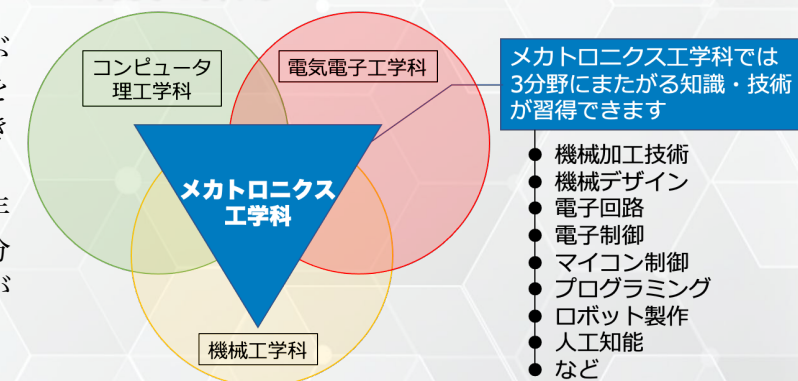 コンピュータ
理工学科
電気電子工学科
メカトロニクス
工学科
機械工学科
メカトロニクス工学科では
3分野にまたがる知識・技術
が習得できます
● 機械加工技術
● 機械デザイン
● 電子回路
● 電子制御
● マイコン制御
● プログラミング
● ロボット製作
● 人工知能
● など